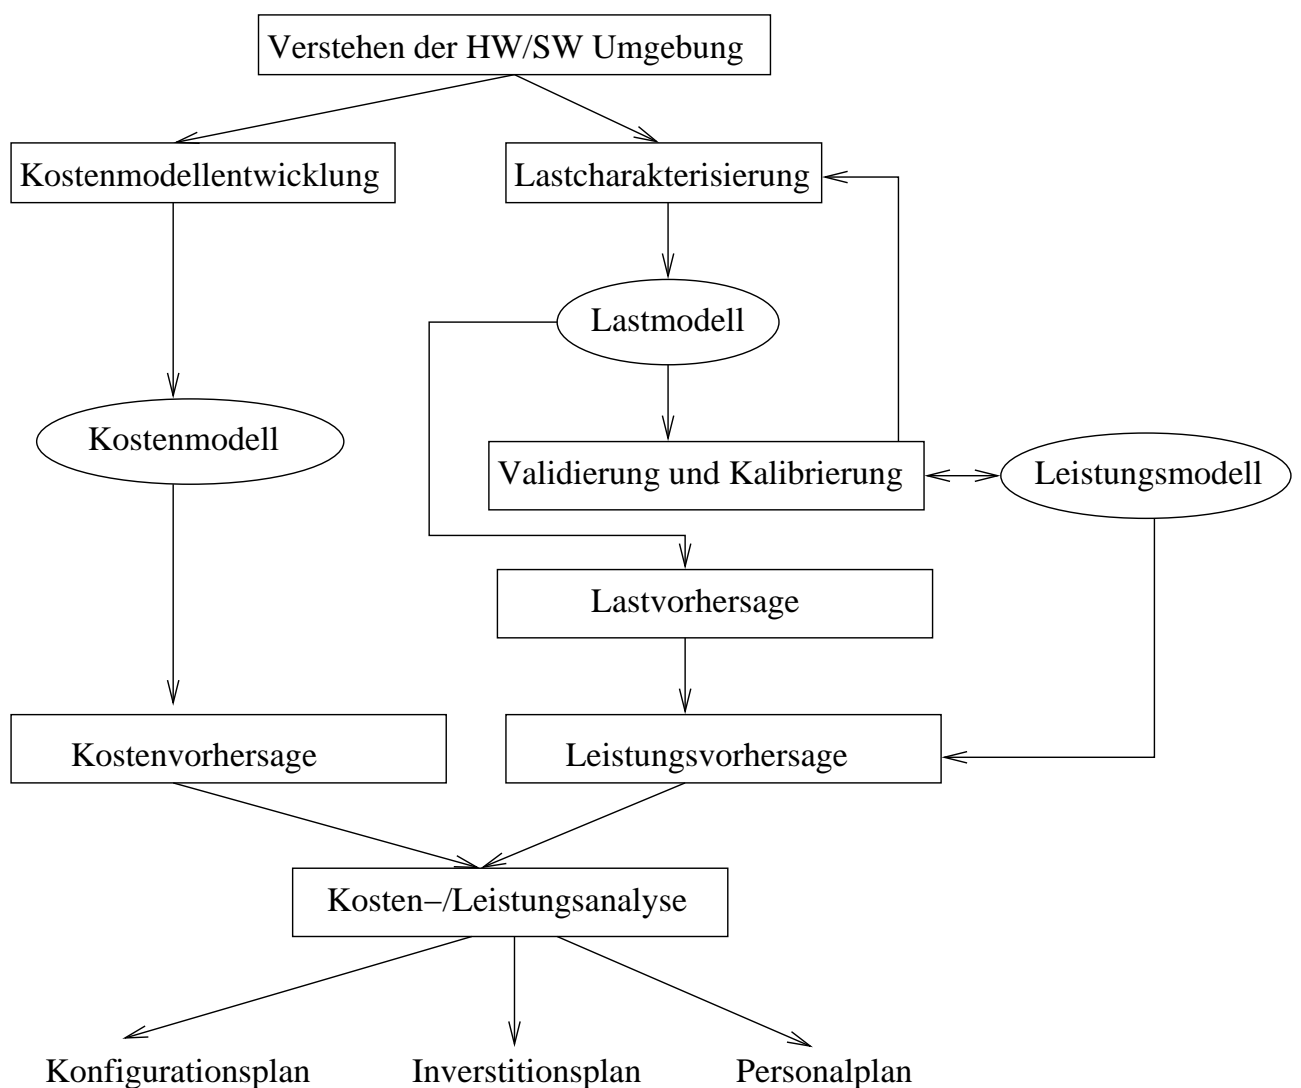 Verstehen der HW/SW Umgebung
Kostenmodellentwicklung
Lastcharakterisierung
Lastmodell
Kostenmodell
Validierung und Kalibrierung
Leistungsmodell
Lastvorhersage
Kostenvorhersage
Leistungsvorhersage
Kosten−/Leistungsanalyse
Konfigurationsplan
Inverstitionsplan
Personalplan